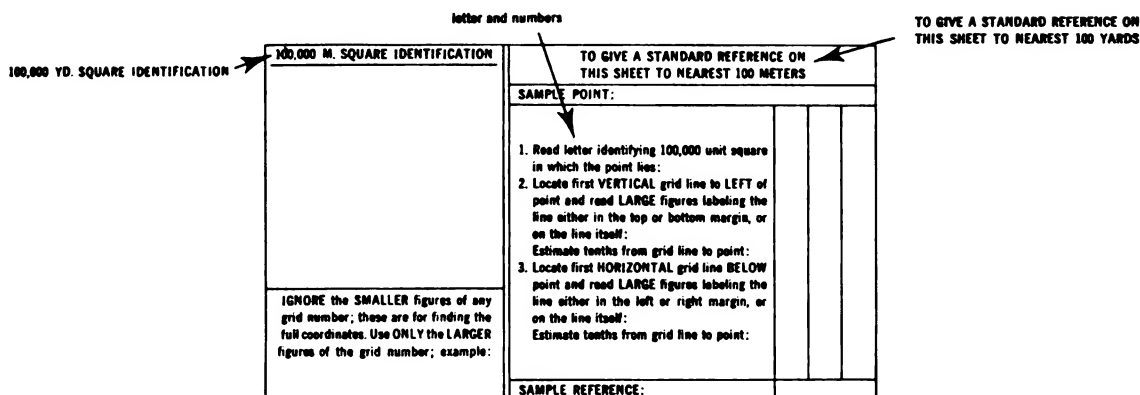 letter and numbers
TO GIVE A STANDARD REFERENCE ON
THIS SHEET TO NEAREST 100 YARDS
100,000 YD. SQUARE IDENTIFICATION
100,000 M. SQUARE IDENTIFICATION
TO GIVE A STANDARD REFERENCE ON
THIS SHEET TO NEAREST 100 METERS
SAMPLE POINT:
1. Read letter identifying 100,000 unit square
in which the point lies:
2. Locate first VERTICAL grid line to LEFT of
point and read LARGE figures labeling the
line either in the top or bottom margin, or
on the line itself:
Estimate tenths from grid line to point:
3. Locate first HORIZONTAL grid line BELOW
point and read LARGE figures labeling the
line either in the left or right margin, or
on the line itself:
Estimate tenths from grid line to point:
IGNORE the SMALLER figures of any
grid number; these are for finding the
full coordinates. Use ONLY the LARGER
figures of the grid number; example:
SAMPLE REFERENCE: